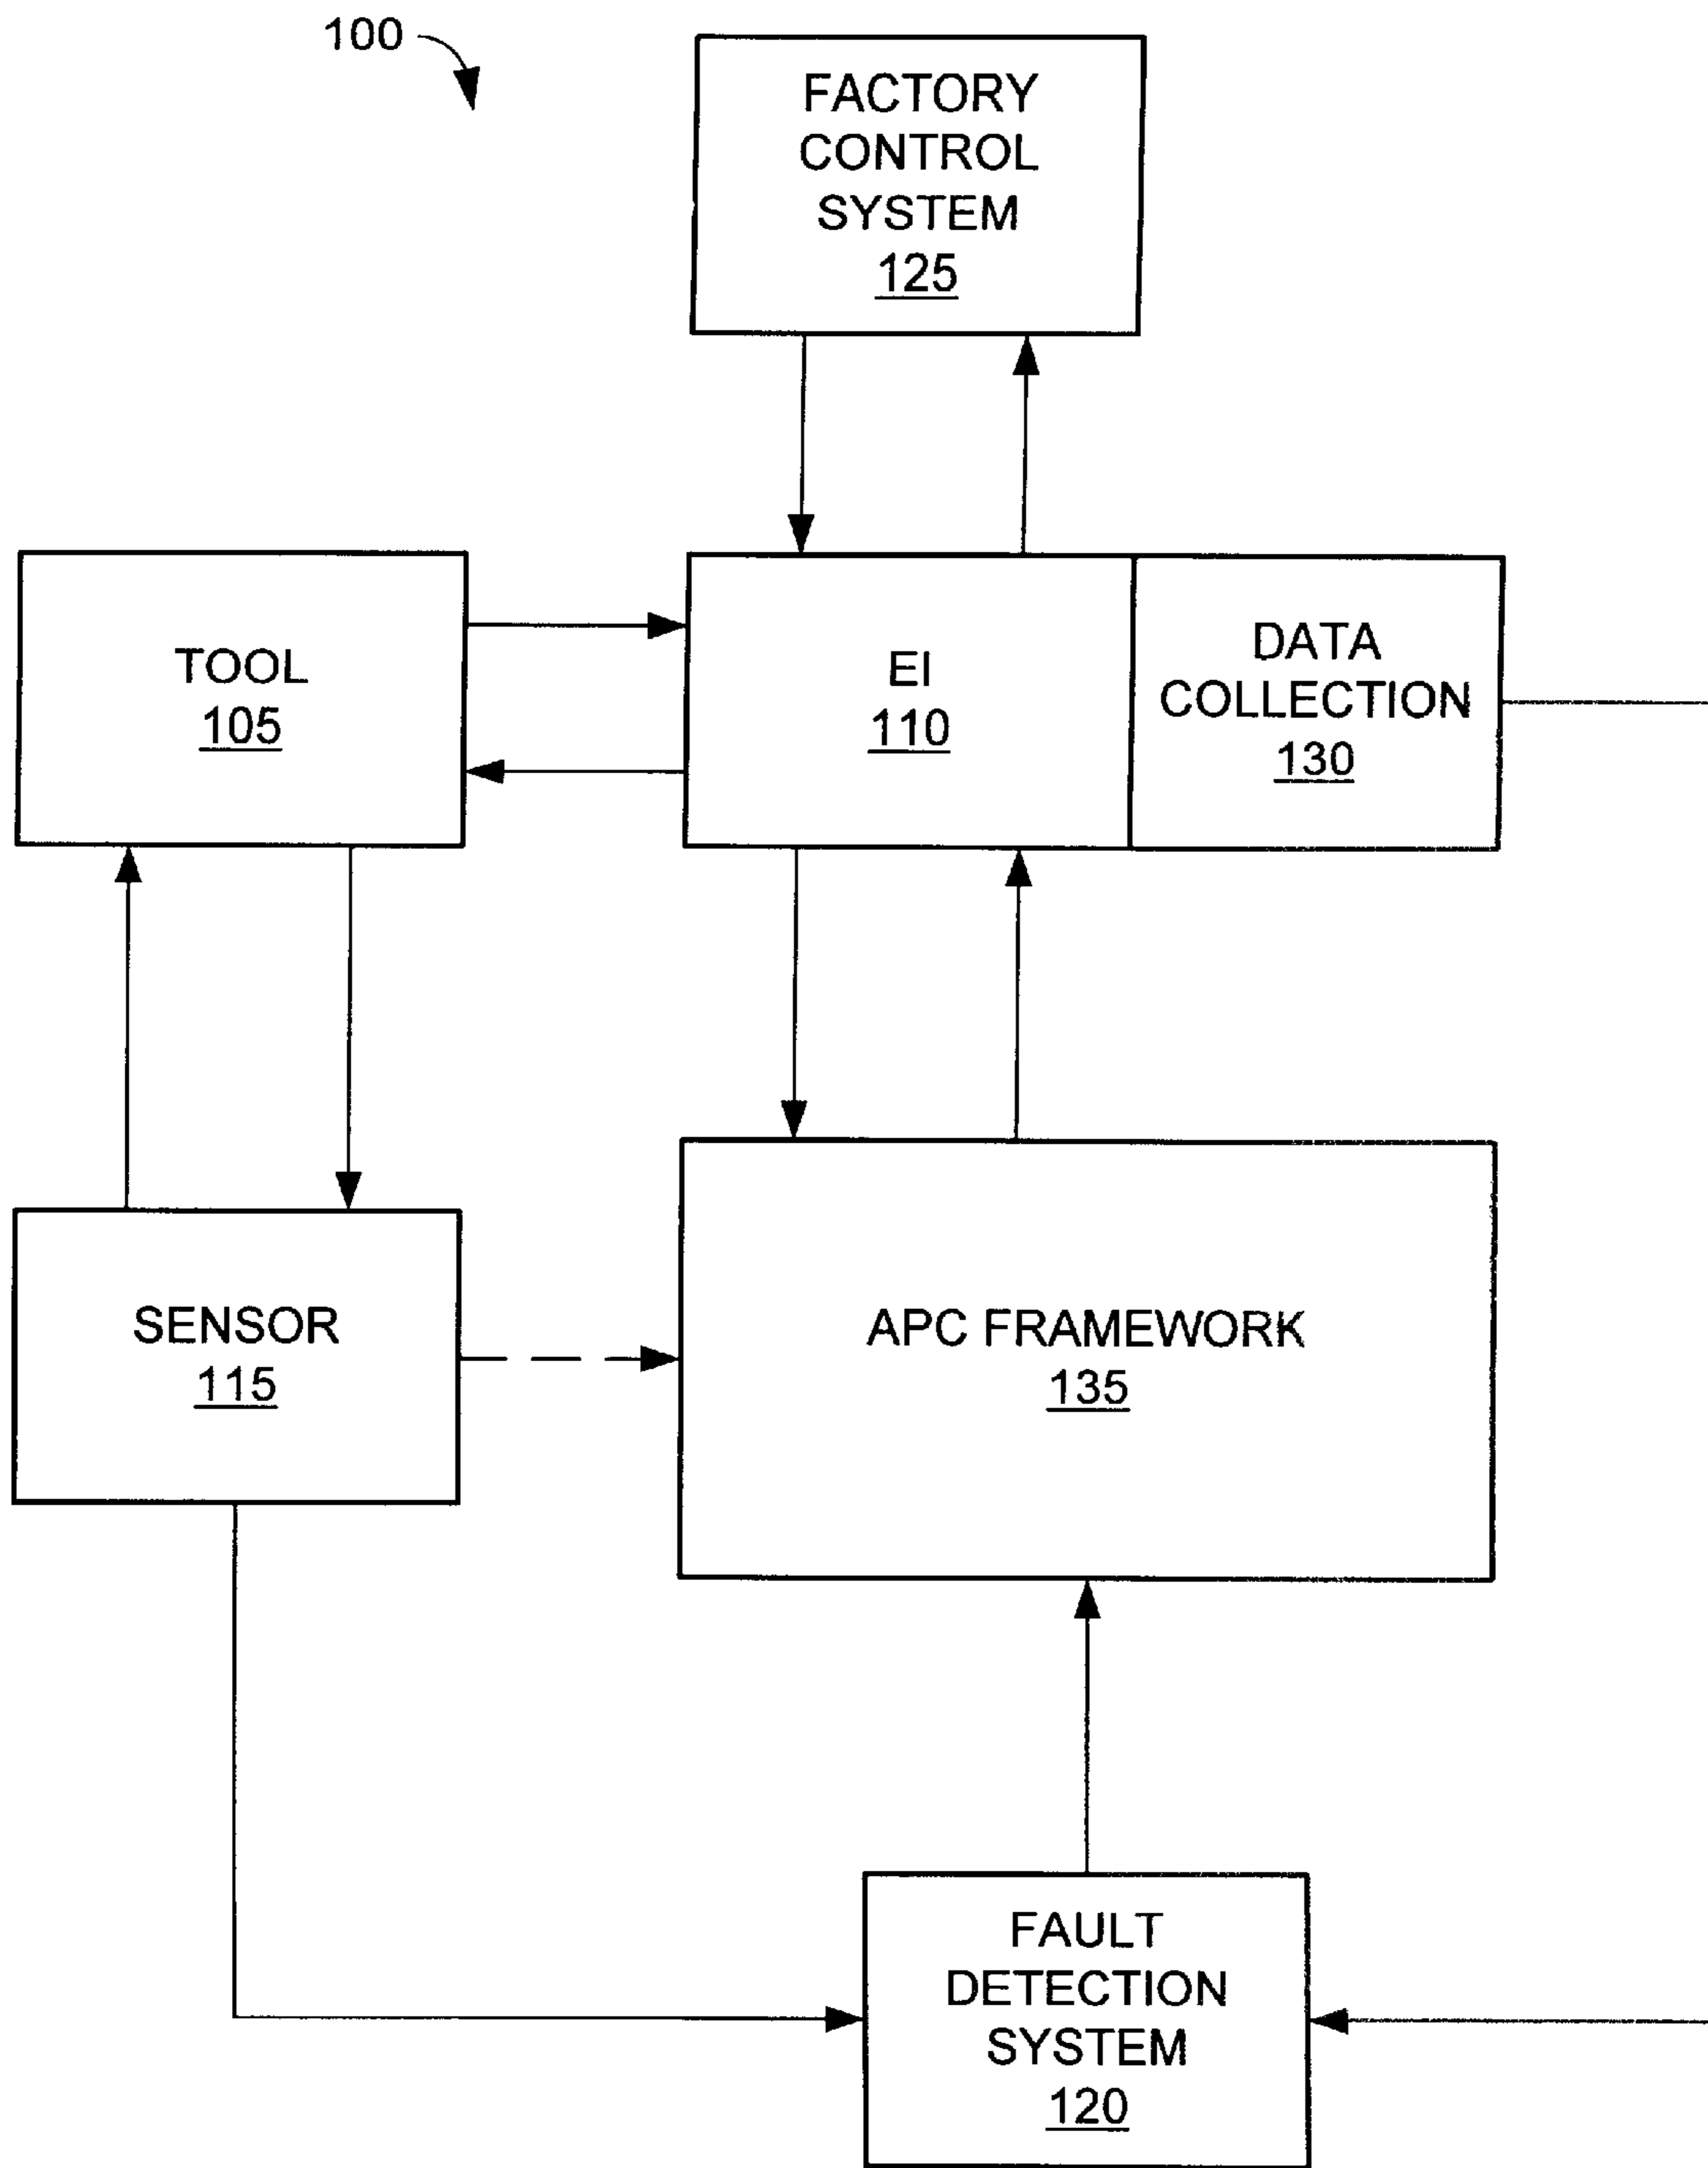 100
FACTORY
CONTROL
SYSTEM
125
TOOL
105
EI
110
DATA
COLLECTION
130
SENSOR
115
APC FRAMEWORK
135
FAULT
DETECTION
SYSTEM
120